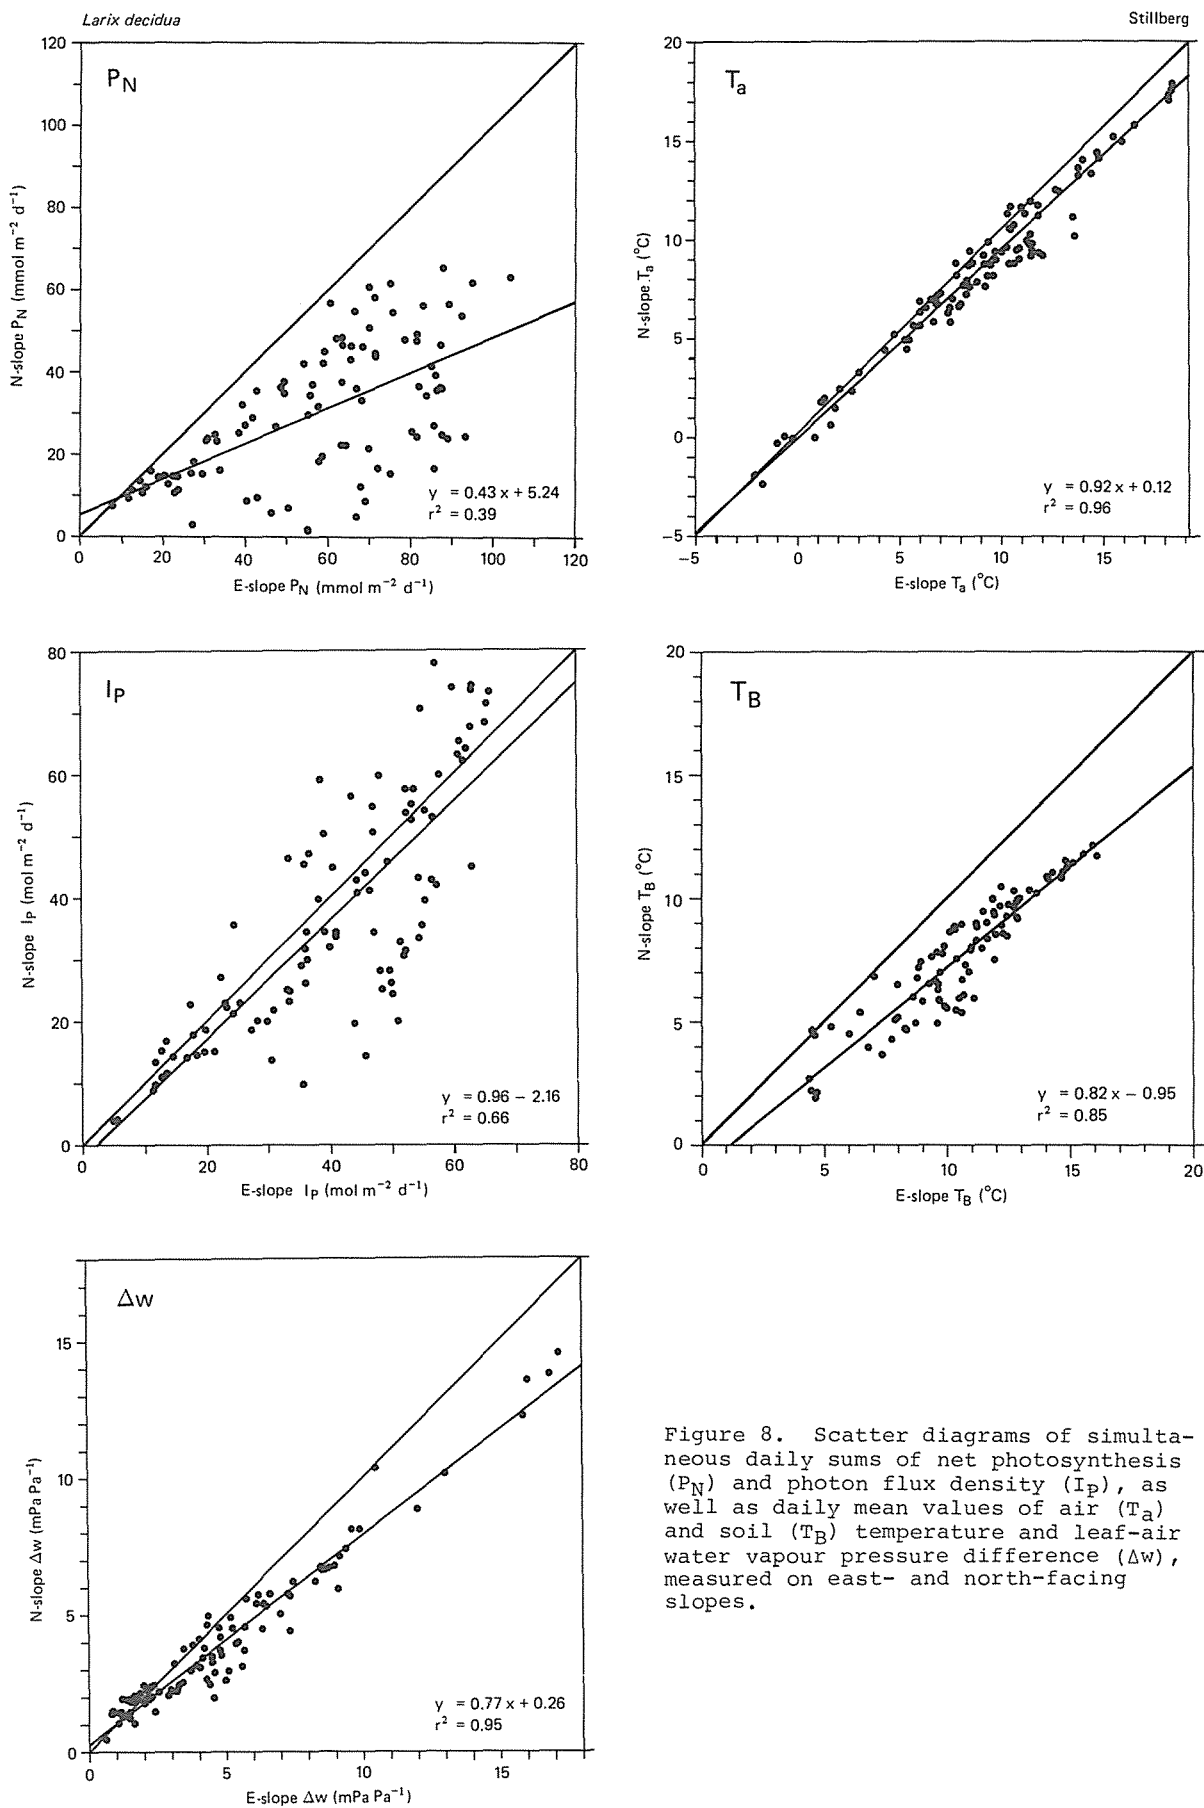 Larix decidua
Stillberg
P_N
120
100
80
60
40
20
0
N-slope P_N (mmol m⁻² d⁻¹)
y = 0.43 x + 5.24
r² = 0.39
0 20 40 60 80 100 120
E-slope P_N (mmol m⁻² d⁻¹)
T_a
20
15
10
5
0
−5
N-slope T_a (°C)
y = 0.92 x + 0.12
r² = 0.96
−5 0 5 10 15
E-slope T_a (°C)
I_P
80
60
40
20
0
N-slope I_P (mol m⁻² d⁻¹)
y = 0.96 − 2.16
r² = 0.66
0 20 40 60 80
E-slope I_P (mol m⁻² d⁻¹)
T_B
20
15
10
5
0
N-slope T_B (°C)
y = 0.82 x − 0.95
r² = 0.85
0 5 10 15 20
E-slope T_B (°C)
Δw
15
10
5
0
N-slope Δw (mPa Pa⁻¹)
y = 0.77 x + 0.26
r² = 0.95
0 5 10 15
E-slope Δw (mPa Pa⁻¹)
Figure 8. Scatter diagrams of simulta-
neous daily sums of net photosynthesis
(P_N) and photon flux density (I_P), as
well as daily mean values of air (T_a)
and soil (T_B) temperature and leaf-air
water vapour pressure difference (Δw),
measured on east- and north-facing
slopes.